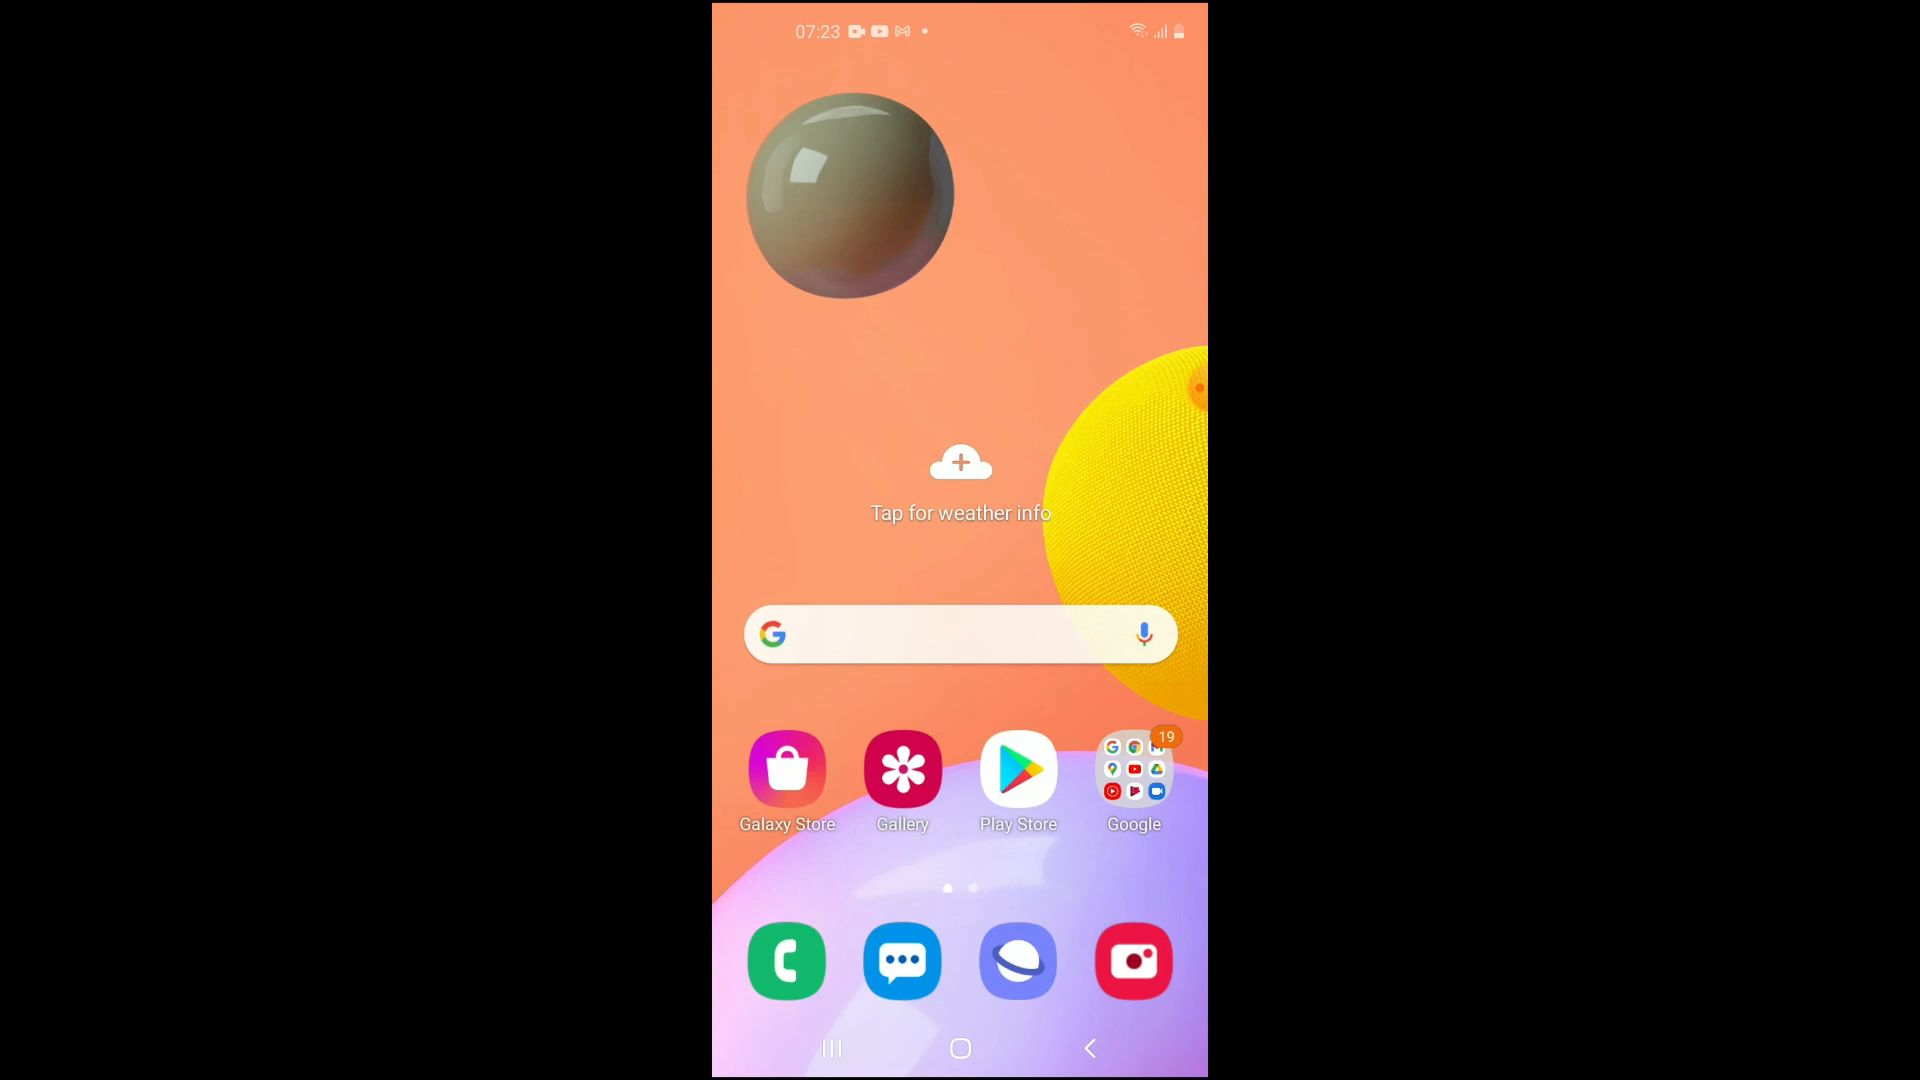 07:23
Tap for weather info
19
Galaxy Store
Gallery
Play Store
Google